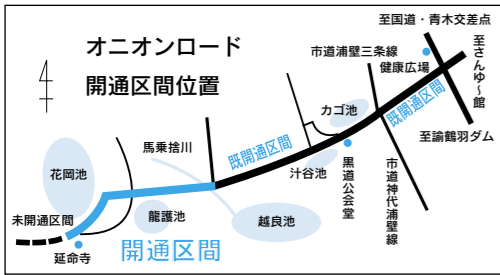 オニオンロード
開通区間位置
至国道・青木交差点
至さんゆ〜館
市道浦壁三条線
健康広場
カゴ池
既開通区間
既開通区間
至諭鶴羽ダム
馬乗捨川
花岡池
汁谷池
黒道公会堂
市道神代浦壁線
龍護池
越良池
未開通区間
延命寺
開通区間